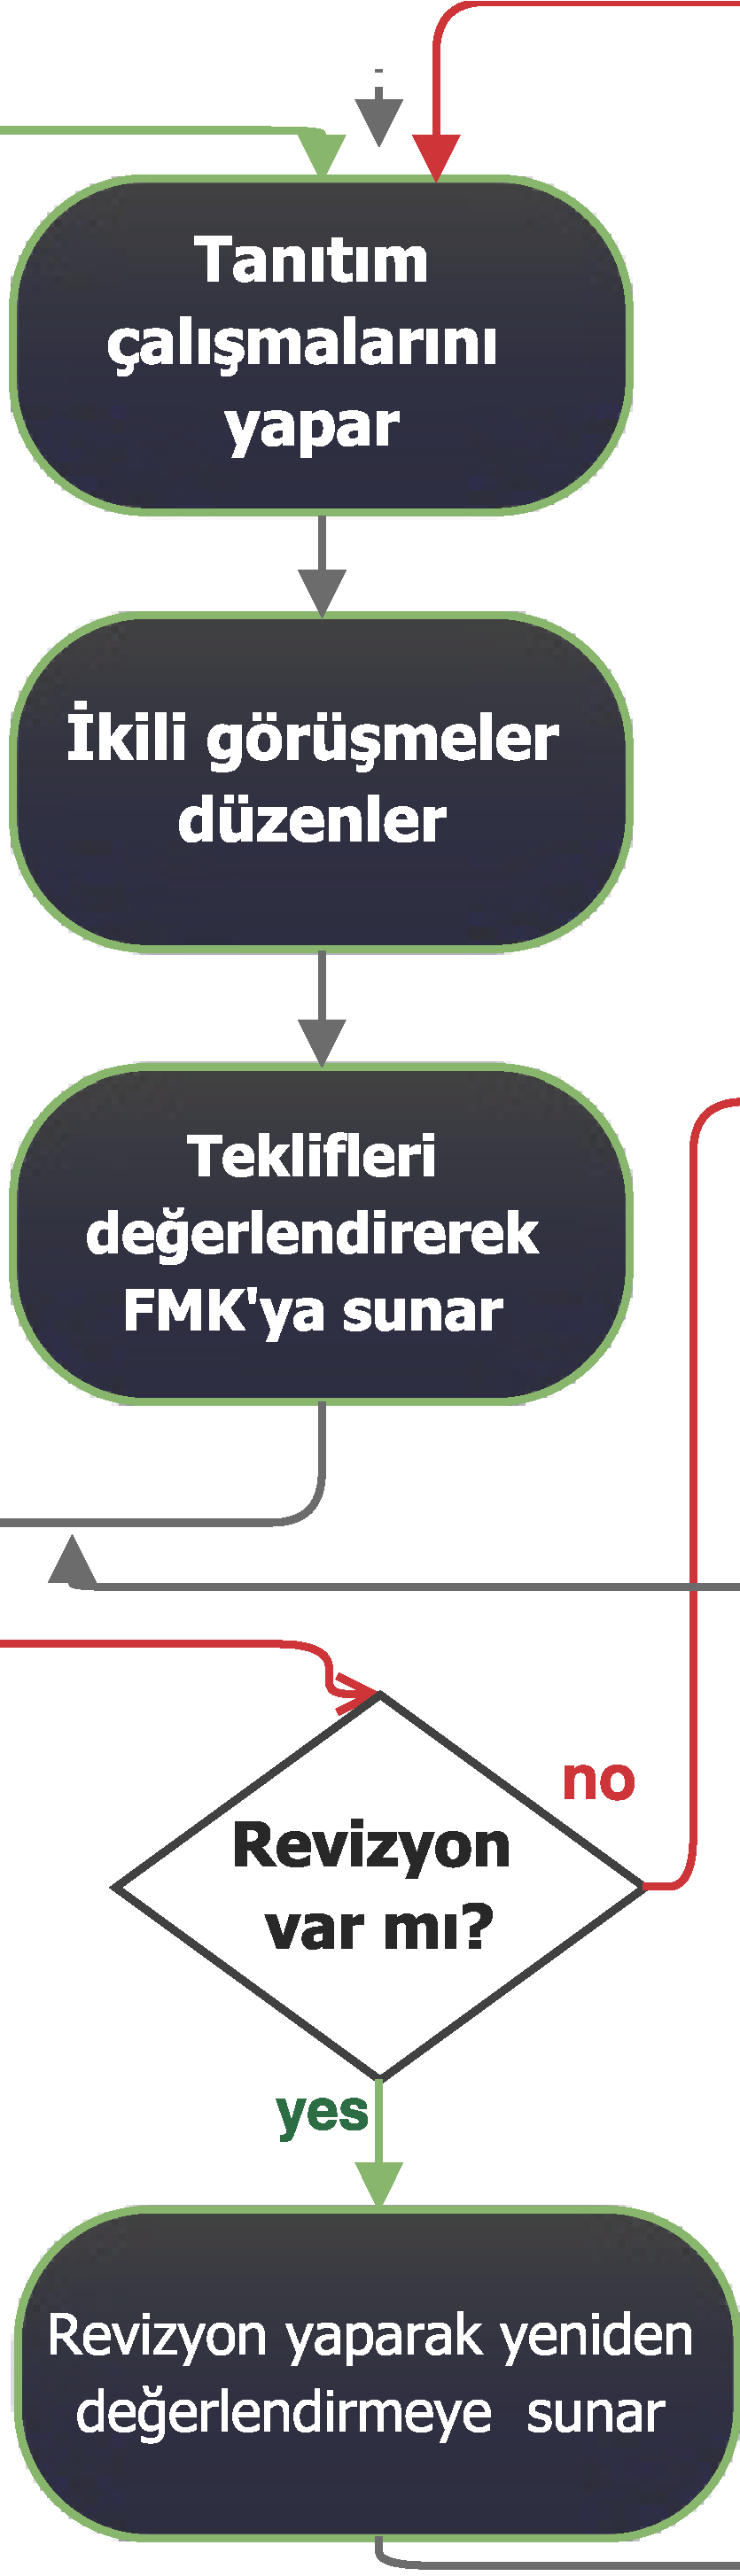 Tanıtım
çalışmalarını
yapar
İkili görüşmeler
düzenler
Teklifleri
değerlendirerek
FMK'ya sunar
no
Revizyon
var mı?
yes
Revizyon yaparak yeniden
değerlendirmeye  sunar